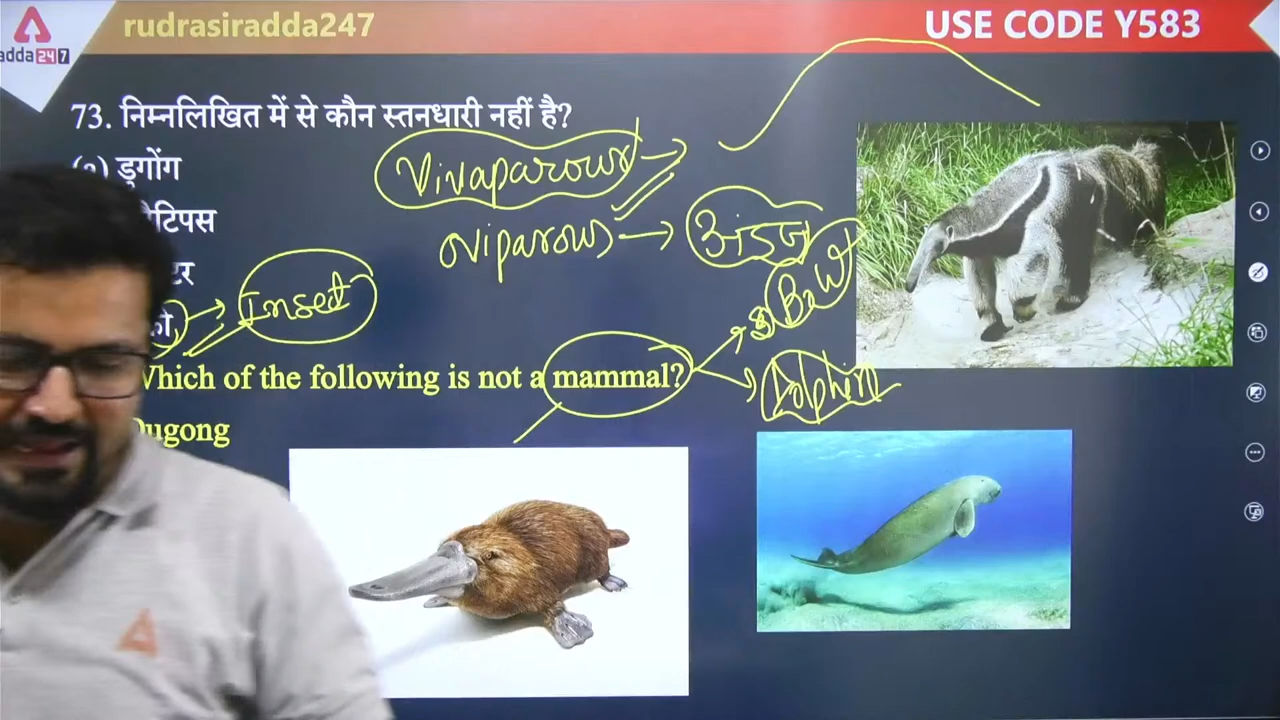 rudrasiradda247
USE CODE Y583
adda247
73. निम्नलिखित में से कौन स्तनधारी नहीं है?
डुगोंग
Vivaparous
oviparous → अंडज
Insect
Bat
Which of the following is not a mammal?
Dolphin
Dugong